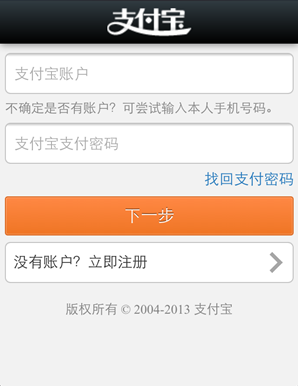 支付宝
支付宝账户
不确定是否有账户？可尝试输入本人手机号码。
支付宝支付密码
找回支付密码
下一步
没有账户？立即注册
版权所有 © 2004-2013 支付宝